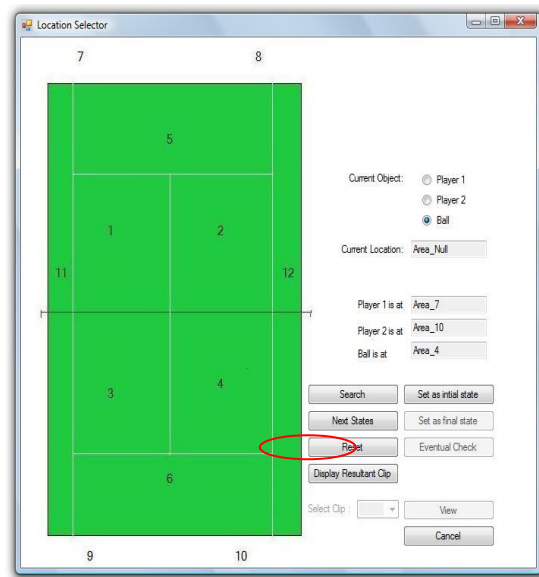 Location Selector
7 8
5
Current Object: Player 1
Player 2
Ball
1 2
Current Location: Area_Null
11 12
Player 1 is at Area_7
Player 2 is at Area_10
Ball is at Area_4
3 4
Search Set as intial state
Next States Set as final state
Reset Eventual Check
6
Display Resultant Clip
Select Clip : View
Cancel
9 10